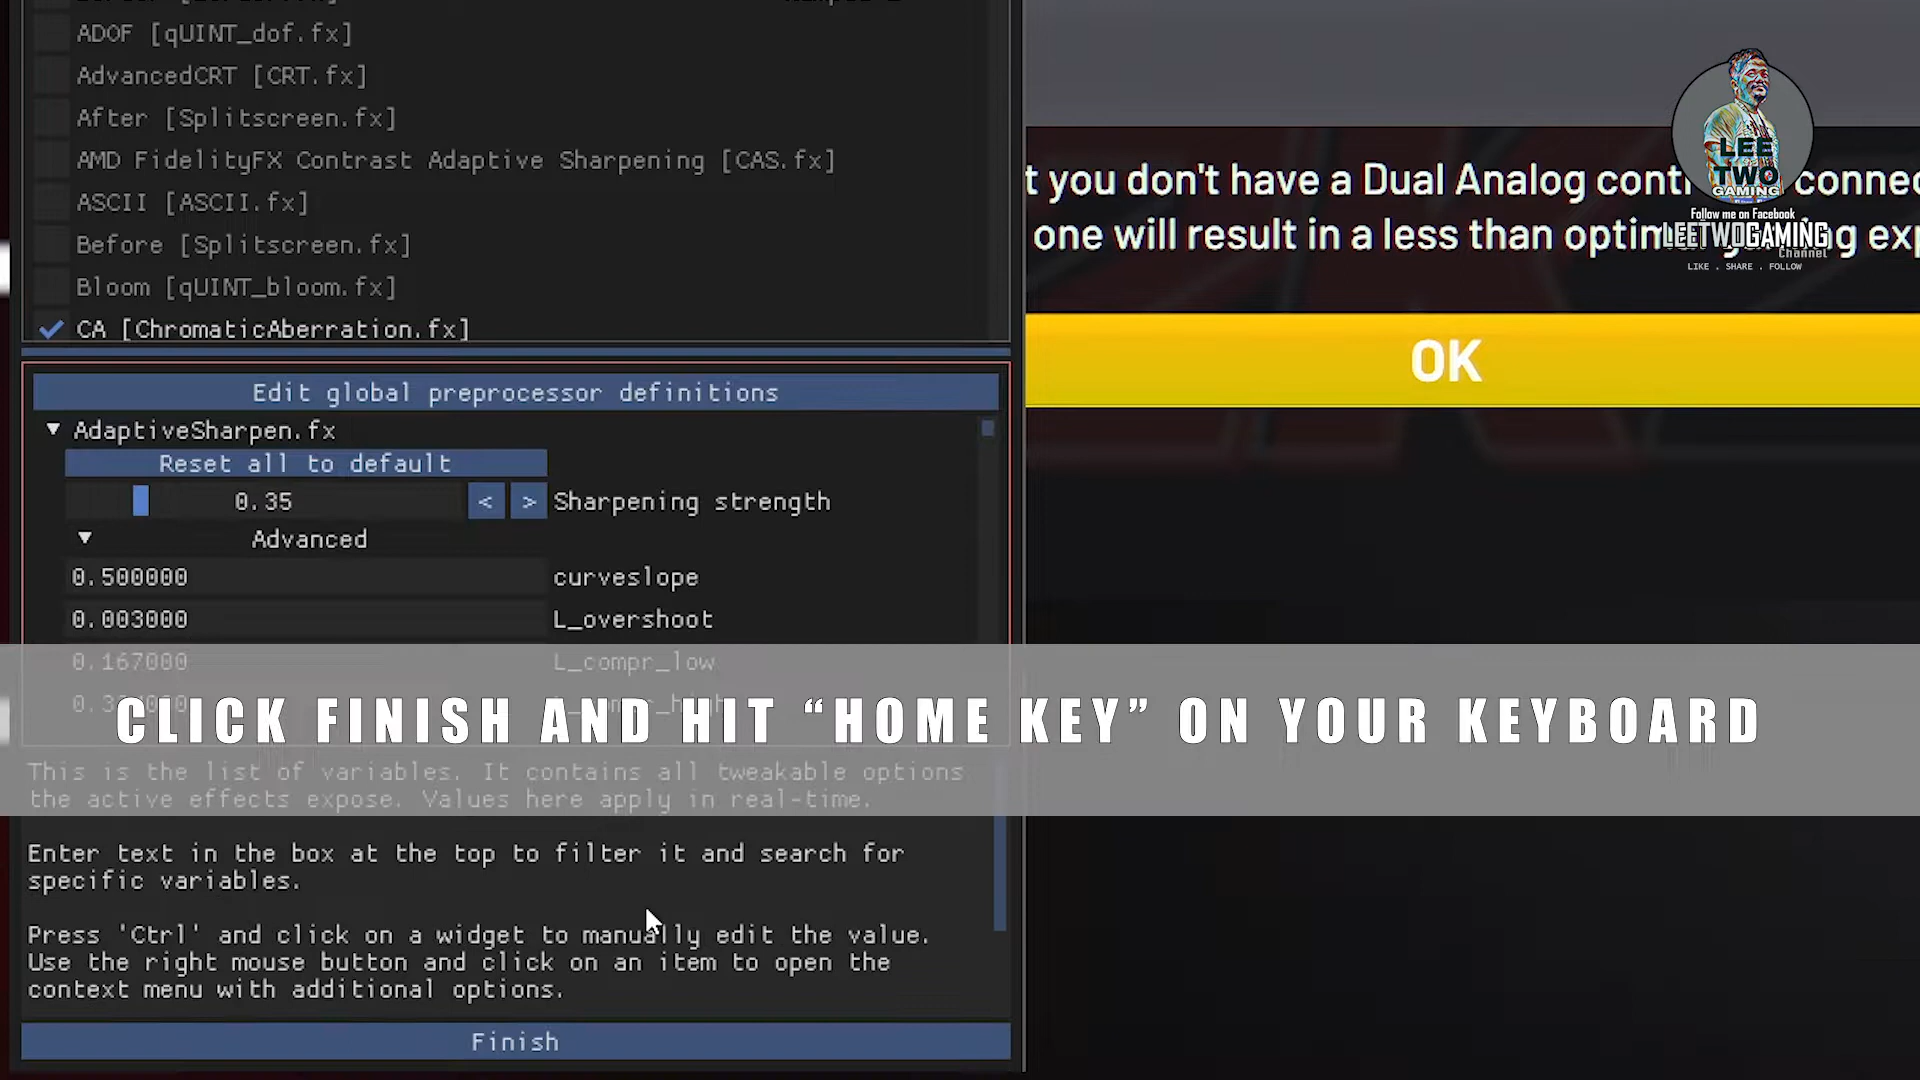 ADOF [qUINT_dof.fx]
AdvancedCRT [CRT.fx]
After [Splitscreen.fx]
AMD FidelityFX Contrast Adaptive Sharpening [CAS.fx]
ASCII [ASCII.fx]
Before [Splitscreen.fx]
Bloom [qUINT_bloom.fx]
CA [ChromaticAberration.fx]
Edit global preprocessor definitions
AdaptiveSharpen.fx
Reset all to default
0.35 < > Sharpening strength
Advanced
0.500000 curveslope
0.003000 L_overshoot
0.167000 L_compr_low
CLICK FINISH AND HIT “HOME KEY” ON YOUR KEYBOARD
This is the list of variables. It contains all tweakable options
the active effects expose. Values here apply in real-time.
Enter text in the box at the top to filter it and search for
specific variables.
Press 'Ctrl' and click on a widget to manually edit the value.
Use the right mouse button and click on an item to open the
context menu with additional options.
Finish
t you don't have a Dual Analog
one will result in a less than
OK
LEE
TWO
GAMING
Follow me on Facebook
LEETWOGAMING
Channel
LIKE . SHARE . FOLLOW